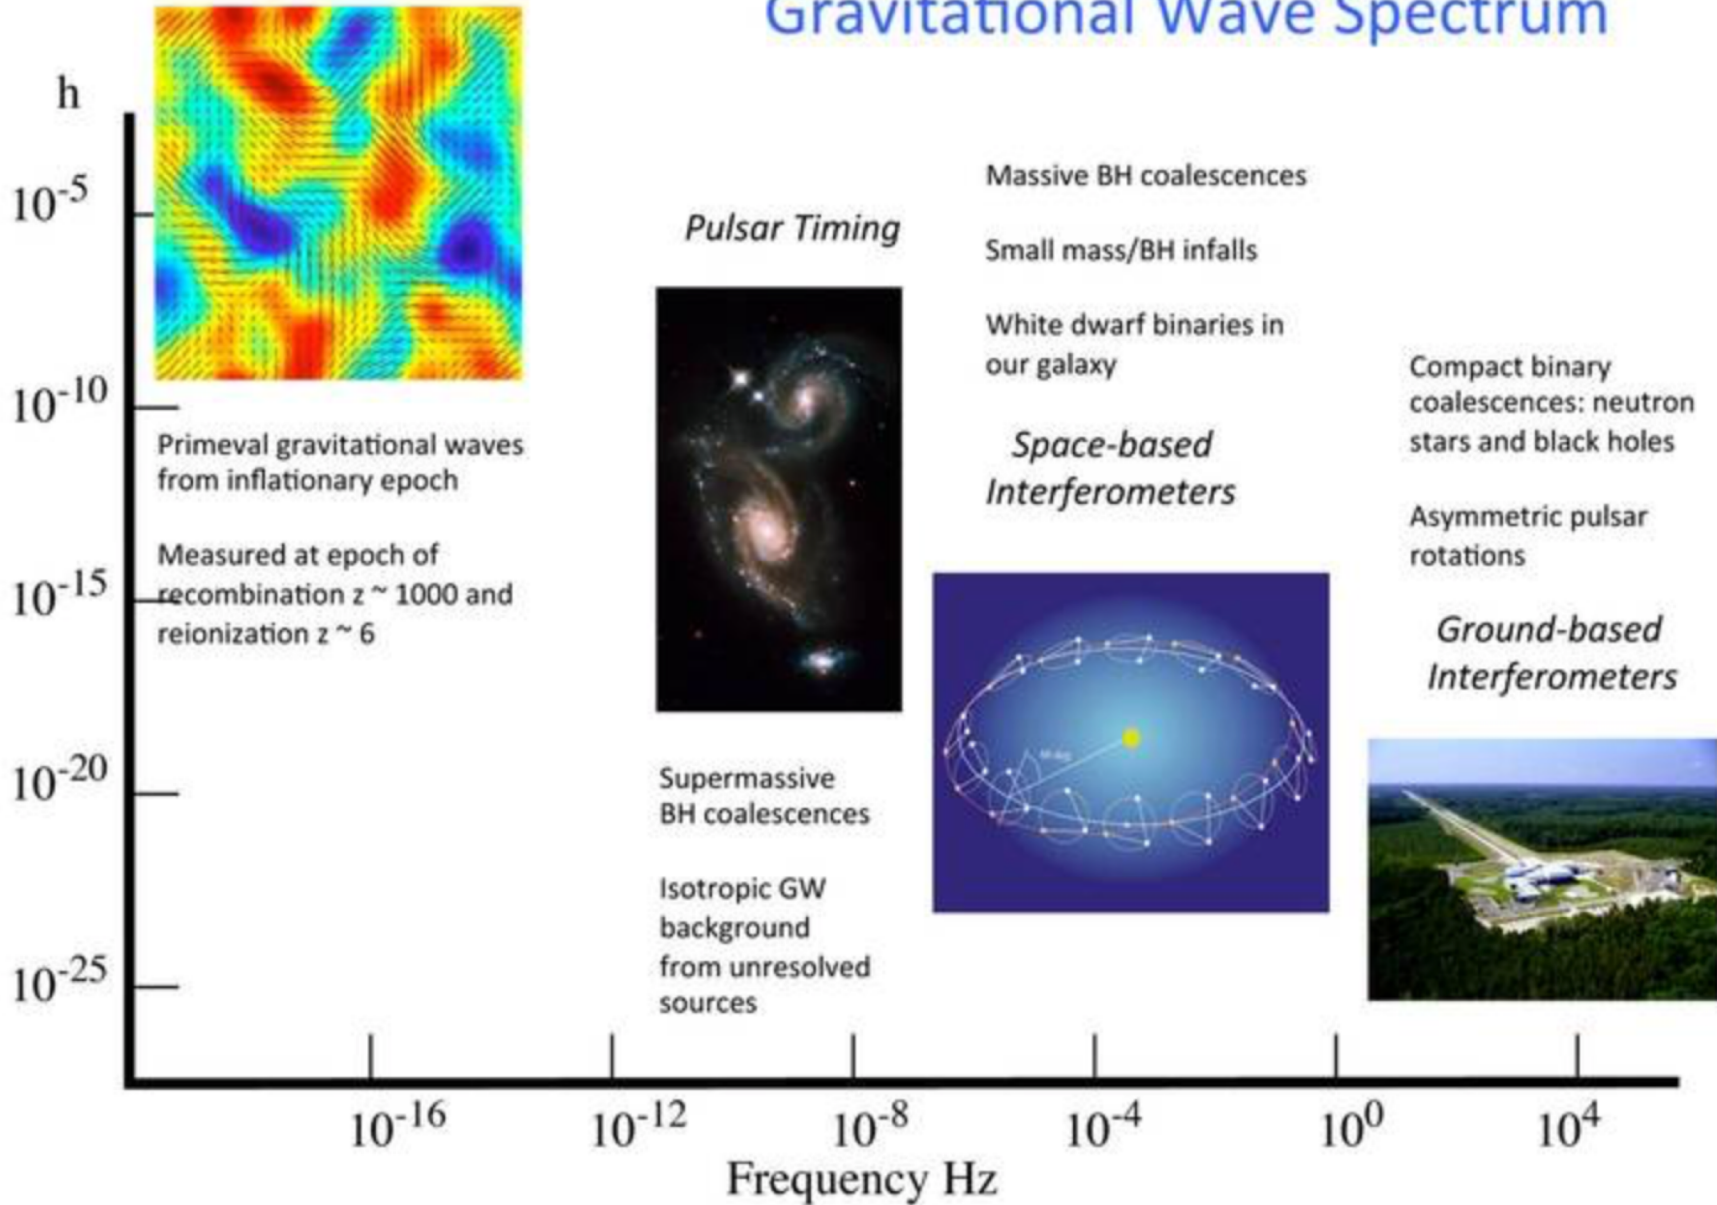 Gravitational Wave Spectrum
h
10-5
10-10
10-15
10-20
10-25
Primeval gravitational waves
from inflationary epoch
Measured at epoch of
recombination z ~ 1000 and
reionization z ~ 6
Pulsar Timing
Supermassive
BH coalescences
Isotropic GW
background
from unresolved
sources
Massive BH coalescences
Small mass/BH infalls
White dwarf binaries in
our galaxy
Space-based
Interferometers
Compact binary
coalescences: neutron
stars and black holes
Asymmetric pulsar
rotations
Ground-based
Interferometers
10-16
10-12
10-8
10-4
100
104
Frequency Hz